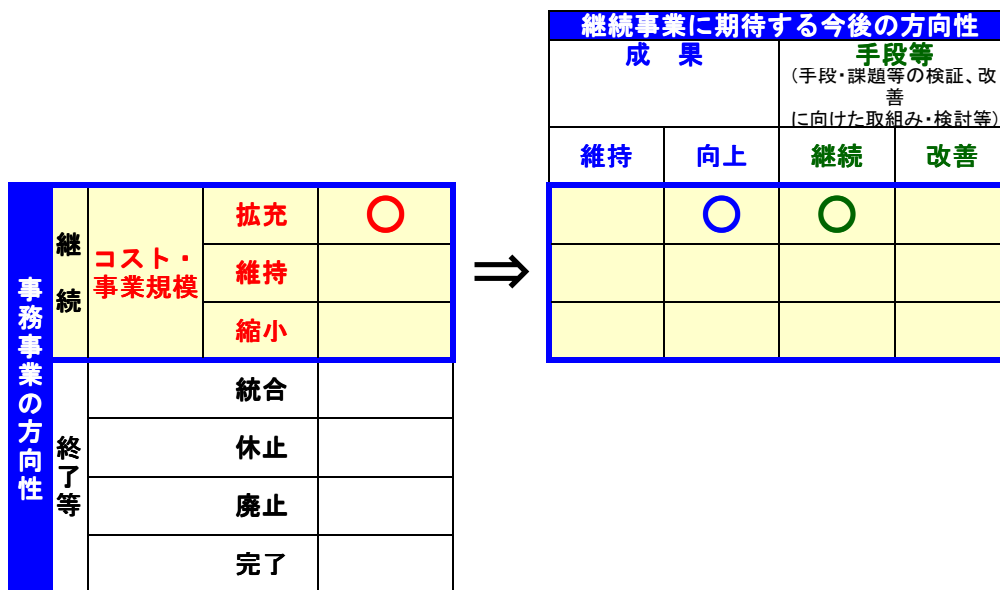 継続事業に期待する今後の方向性
成　果
手段等
（手段・課題等の検証、改
善
に向けた取組み・検討等）
維持
向上
継続
改善
事務事業の方向性
継続
コスト・
事業規模
拡充
○
○
○
維持
⇒
縮小
終了等
統合
休止
廃止
完了